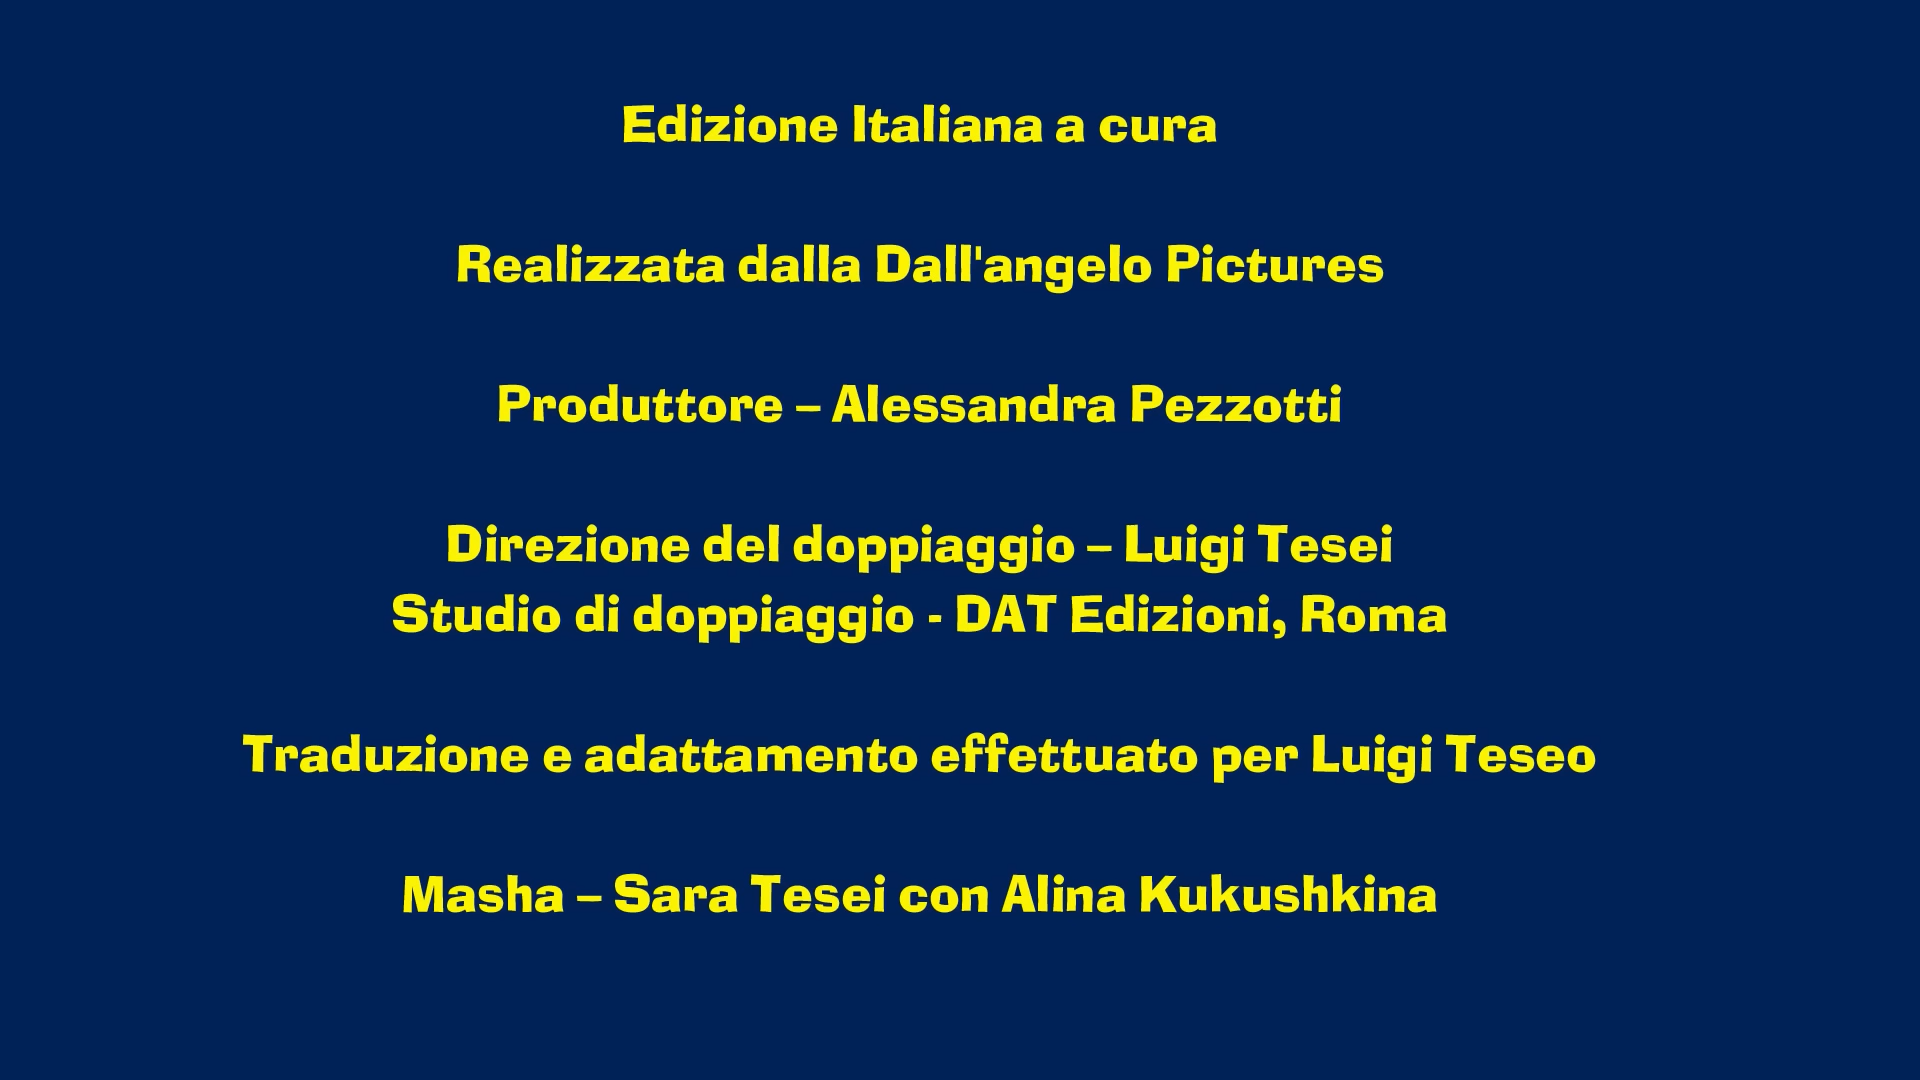 Edizione Italiana a cura
Realizzata dalla Dall'angelo Pictures
Produttore – Alessandra Pezzotti
Direzione del doppiaggio – Luigi Tesei
Studio di doppiaggio - DAT Edizioni, Roma
Traduzione e adattamento effettuato per Luigi Teseo
Masha – Sara Tesei con Alina Kukushkina